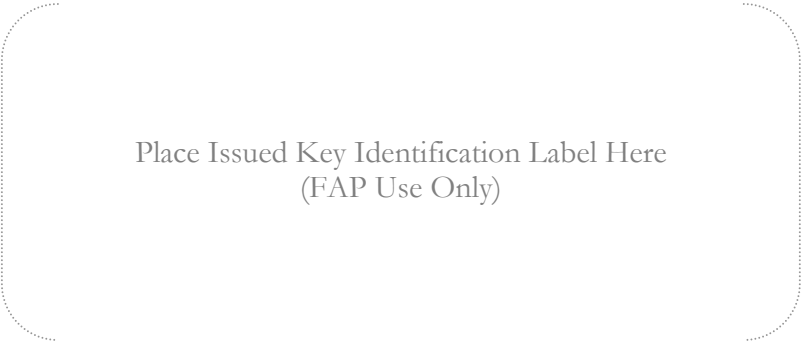 Place Issued Key Identification Label Here
(FAP Use Only)